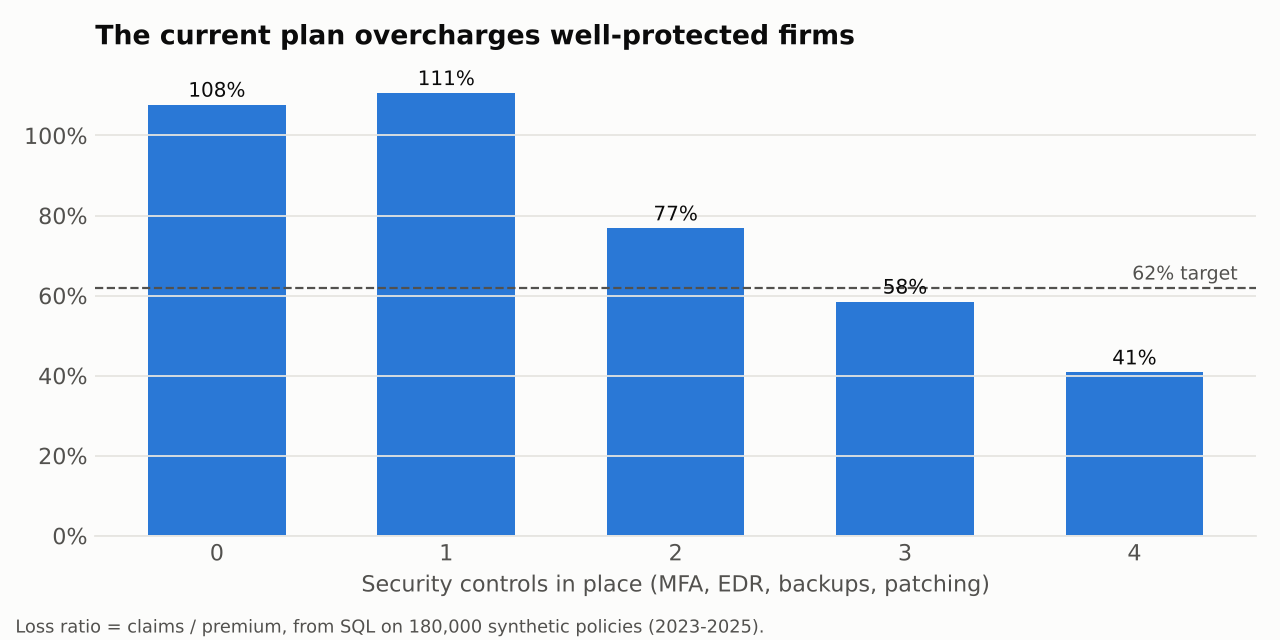 The current plan overcharges well-protected firms
108%
111%
77%
58%
41%
62% target
100%
80%
60%
40%
20%
0%
0 1 2 3 4
Security controls in place (MFA, EDR, backups, patching)
Loss ratio = claims / premium, from SQL on 180,000 synthetic policies (2023-2025).